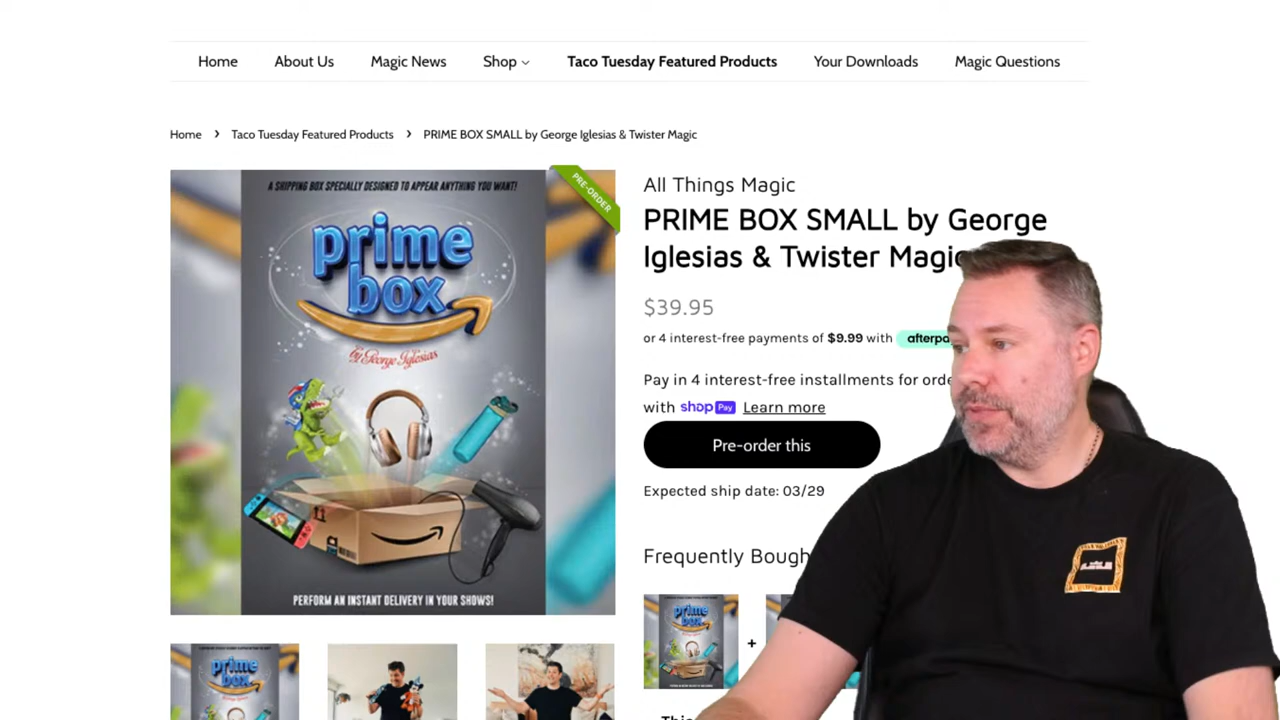 Home
About Us
Magic News
Shop
Taco Tuesday Featured Products
Your Downloads
Magic Questions
Home › Taco Tuesday Featured Products › PRIME BOX SMALL by George Iglesias & Twister Magic
A SHIPPING BOX SPECIALLY DESIGNED TO APPEAR ANYTHING YOU WANT!
PRE-ORDER
prime
box
by George Iglesias
PERFORM AN INSTANT DELIVERY IN YOUR SHOWS!
All Things Magic
PRIME BOX SMALL by George
Iglesias & Twister Magic
$39.95
or 4 interest-free payments of $9.99 with afterpa
Pay in 4 interest-free installments for
with shop Pay Learn more
Pre-order this
Expected ship date: 03/29
Frequently Bough
prime
box
+
prime
box